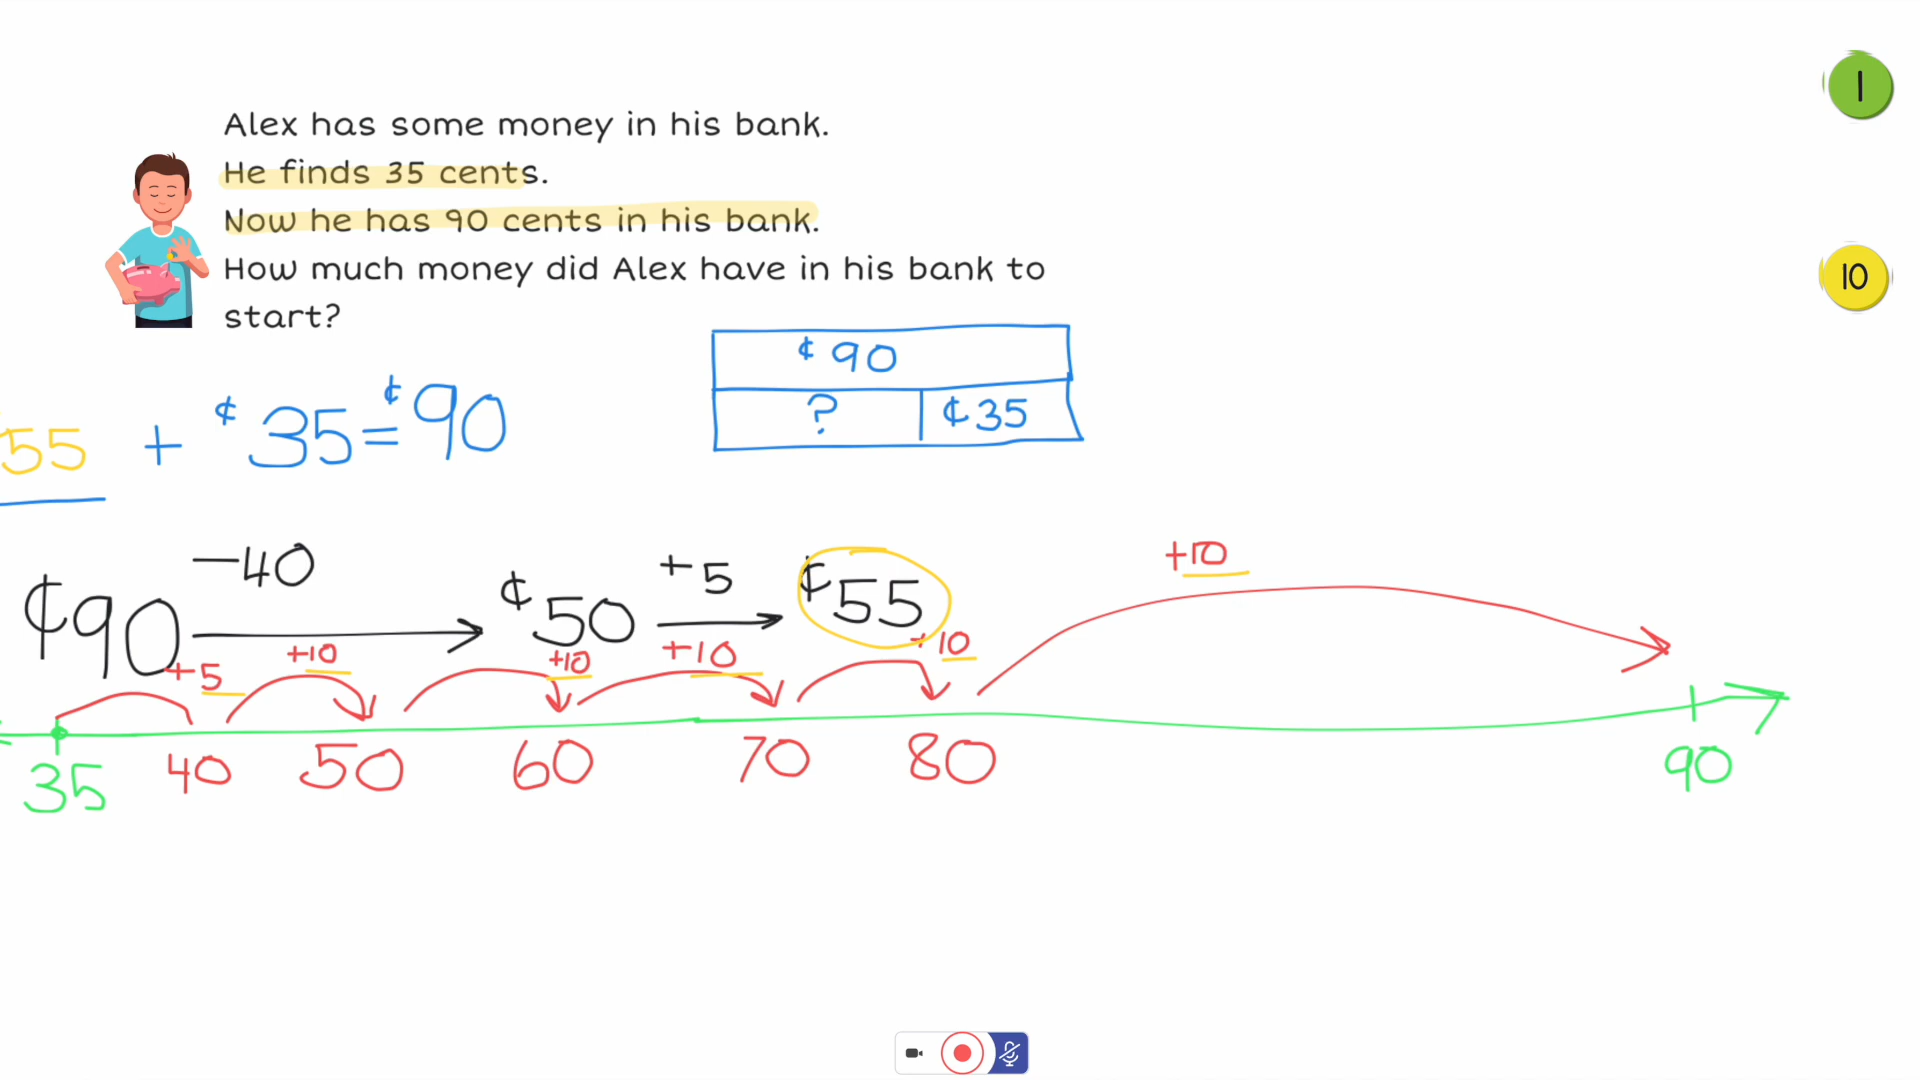 Alex has some money in his bank.
He finds 35 cents.
Now he has 90 cents in his bank.
How much money did Alex have in his bank to
start?
1
10
¢ 90
? ¢35
55 + ¢35=¢90
¢90 −40 ¢50 +5 ¢55
+5 +10 +10 +10 +10 +10
35 40 50 60 70 80 90